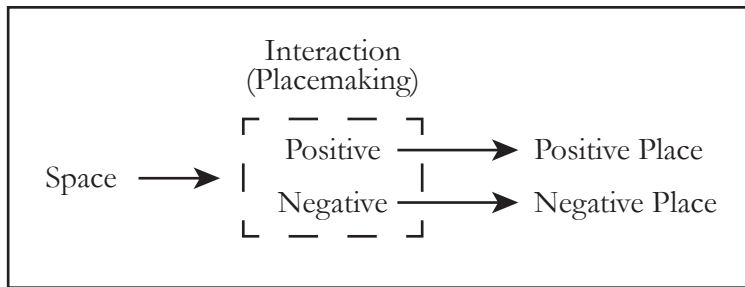 Interaction
(Placemaking)
Positive
Positive Place
Space
Negative
Negative Place